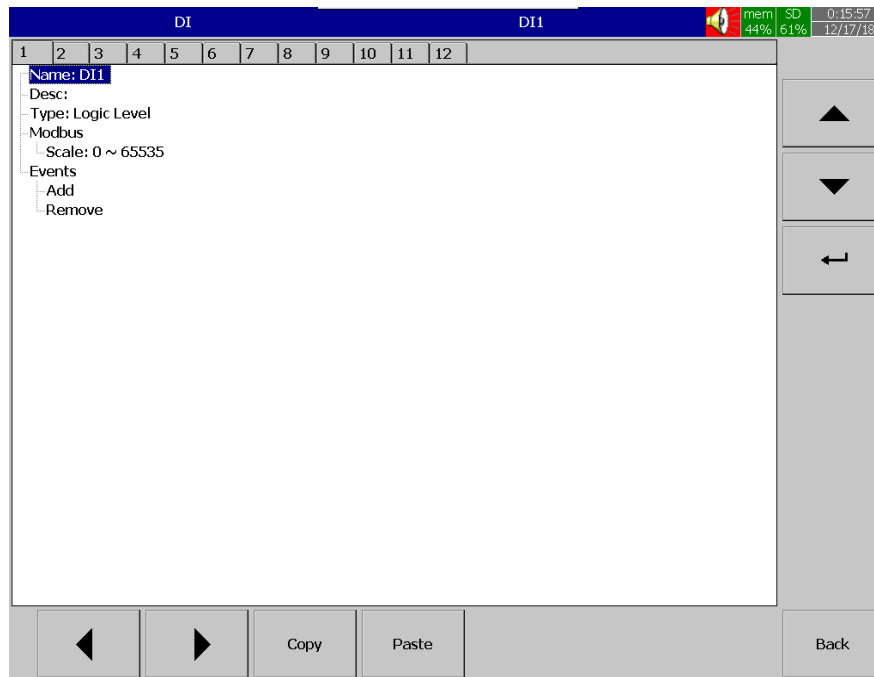 DI DI1 mem SD 0:15:57
44% 61% 12/17/18
1 2 3 4 5 6 7 8 9 10 11 12
Name: DI1
Desc:
Type: Logic Level
Modbus
Scale: 0 ~ 65535
Events
Add
Remove
Copy Paste Back